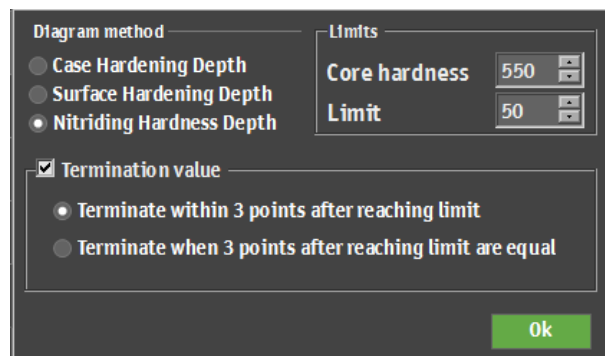 Diagram method
Case Hardening Depth
Surface Hardening Depth
Nitriding Hardness Depth
Limits
Core hardness 550
Limit 50
Termination value
Terminate within 3 points after reaching limit
Terminate when 3 points after reaching limit are equal
Ok